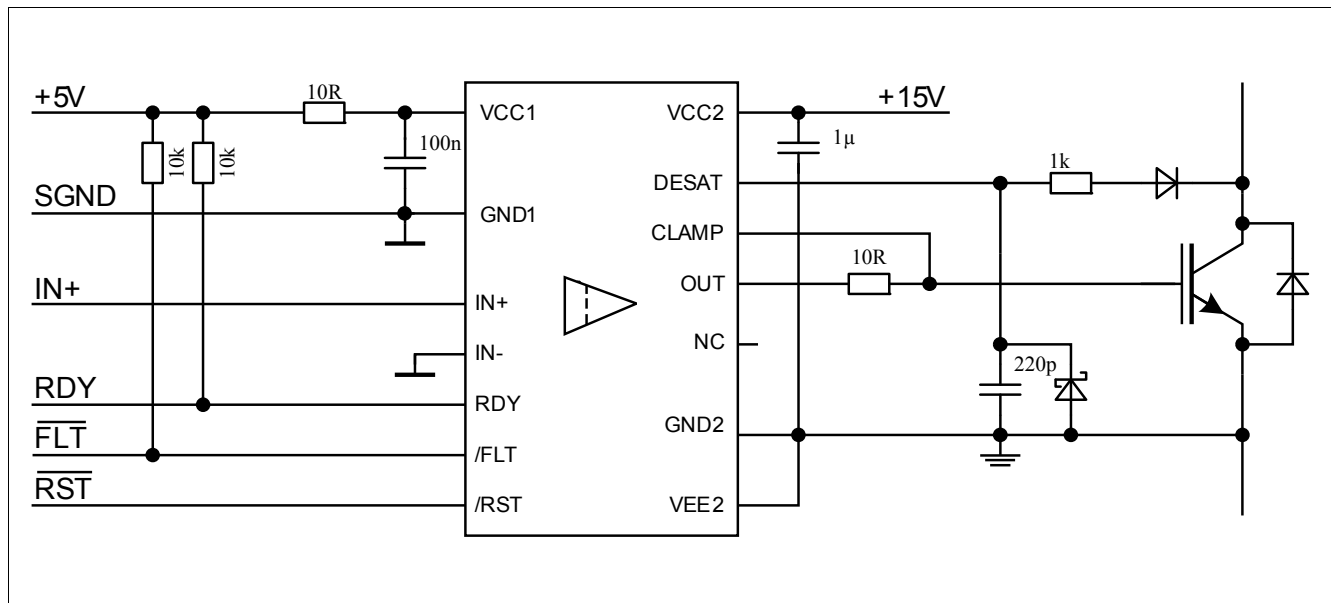 +5V
10R
VCC1
VCC2
+15V
10k
10k
100n
1µ
1k
DESAT
SGND
GND1
CLAMP
10R
IN+
IN+
OUT
IN-
NC
220p
RDY
RDY
GND2
FLT
/FLT
RST
/RST
VEE2